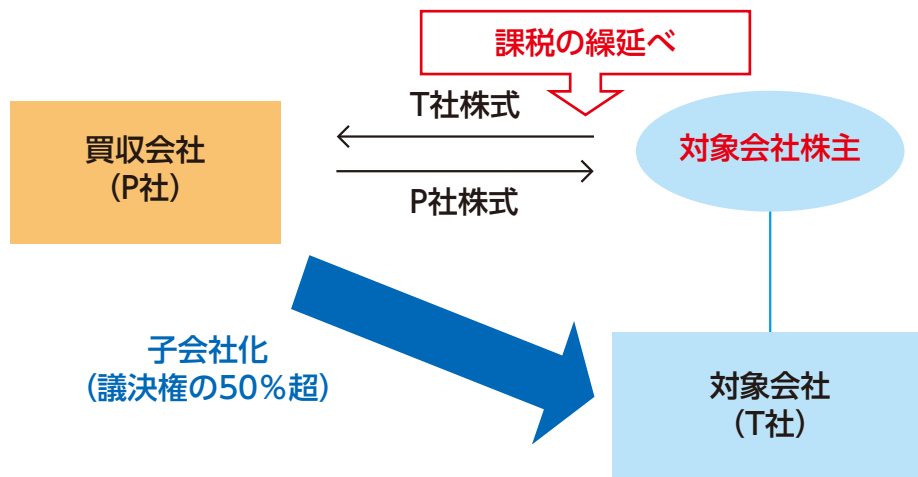 課税の繰延べ
T社株式
買収会社
(P社)
対象会社株主
P社株式
子会社化
(議決権の50%超)
対象会社
(T社)